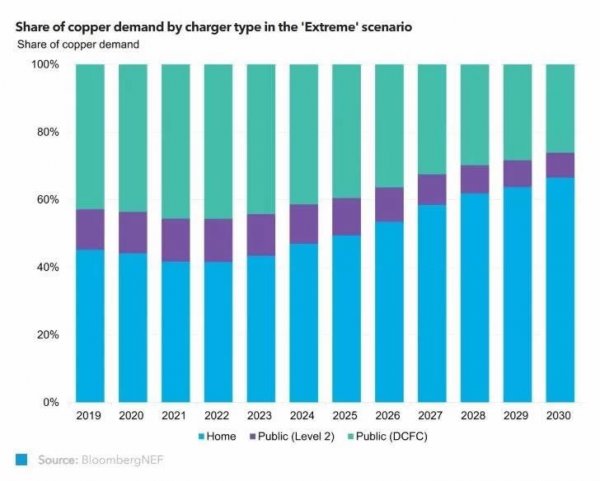 Share of copper demand by charger type in the 'Extreme' scenario
Share of copper demand
100%
80%
60%
40%
20%
0%
2019 2020 2021 2022 2023 2024 2025 2026 2027 2028 2029 2030
Home Public (Level 2) Public (DCFC)
Source: BloombergNEF